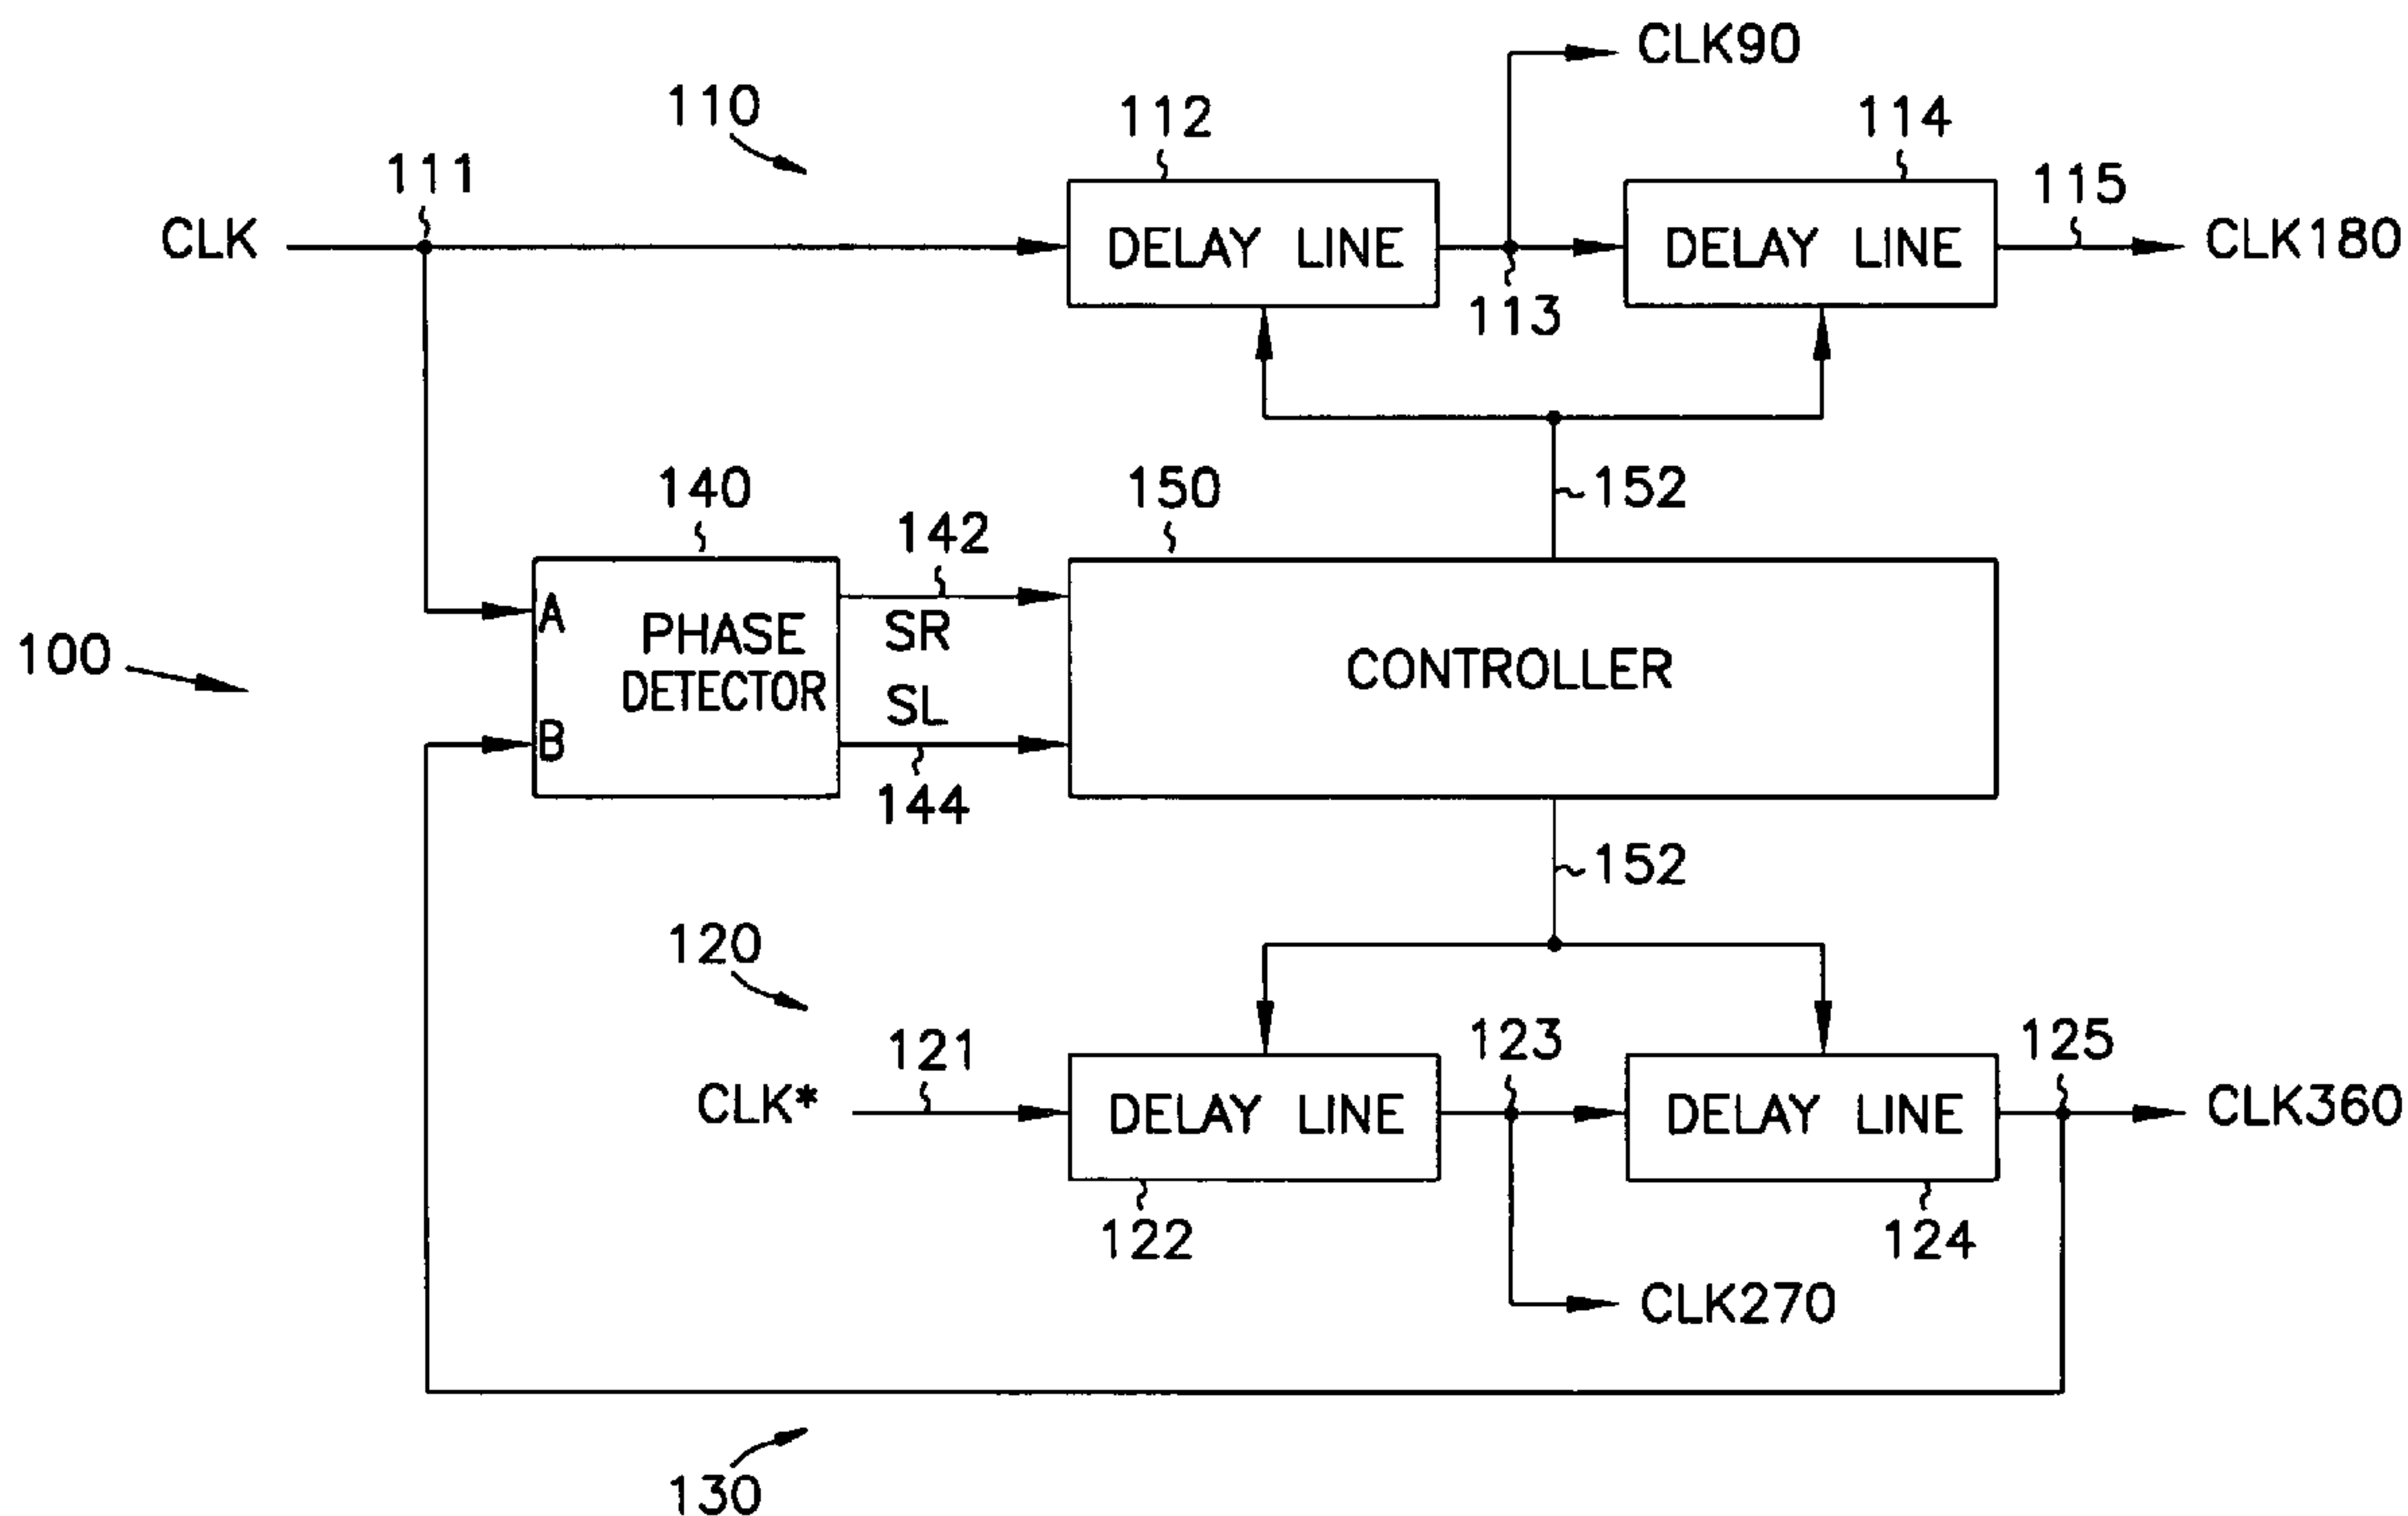 CLK90
110
112
114
111
115
CLK
DELAY LINE
DELAY LINE
CLK180
113
140
150
152
142
A
PHASE
DETECTOR
SR
100
CONTROLLER
SL
B
144
152
120
121
123
125
CLK*
DELAY LINE
DELAY LINE
CLK360
122
124
CLK270
130